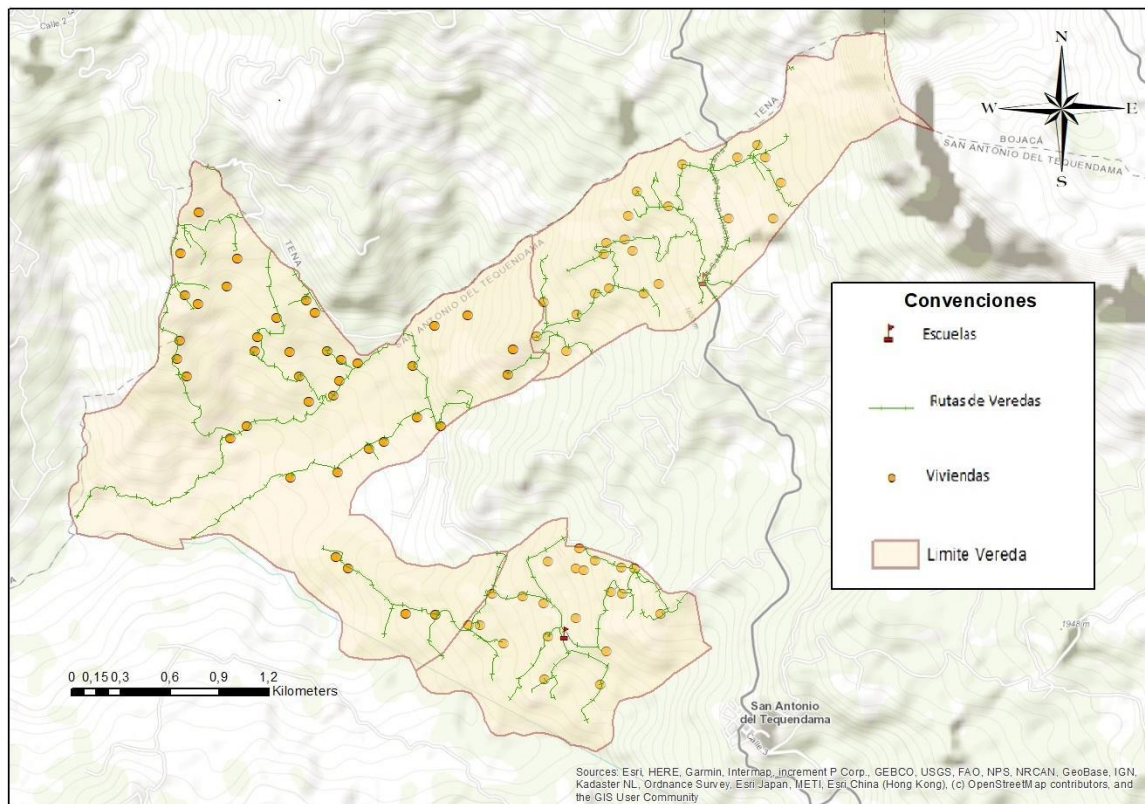 Calle 2
N
W
E
S
TENA
BOJACÁ
SAN ANTONIO DEL TEQUENDAMA
TENA
SAN ANTONIO DEL TEQUENDAMA
Convenciones
Escuelas
Rutas de Veredas
Viviendas
Limite Vereda
1948 m
0 0,15 0,3 0,6 0,9 1,2
Kilometers
San Antonio
del Tequendama
Calle 3
Sources: Esri, HERE, Garmin, Intermap, increment P Corp., GEBCO, USGS, FAO, NPS, NRCAN, GeoBase, IGN,
Kadaster NL, Ordnance Survey, Esri Japan, METI, Esri China (Hong Kong), (c) OpenStreetMap contributors, and
the GIS User Community